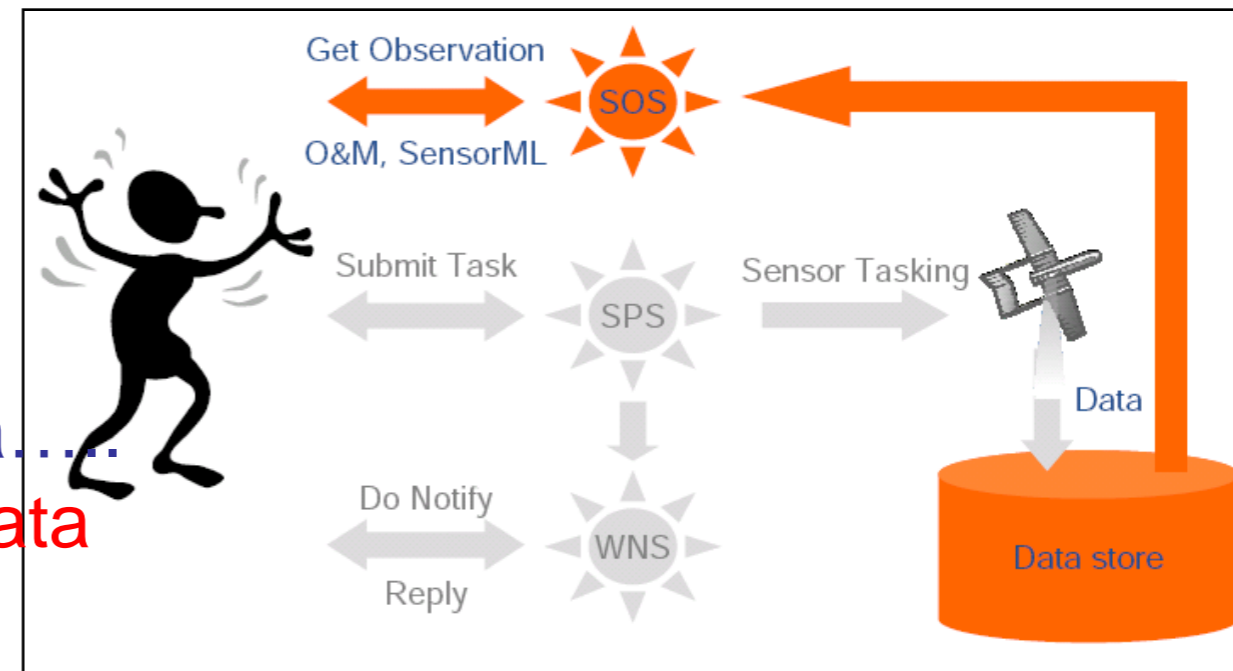 Get Observation
SOS
O&M, SensorML
Submit Task
SPS
Sensor Tasking
Data
Do Notify
WNS
Reply
Data store
ata